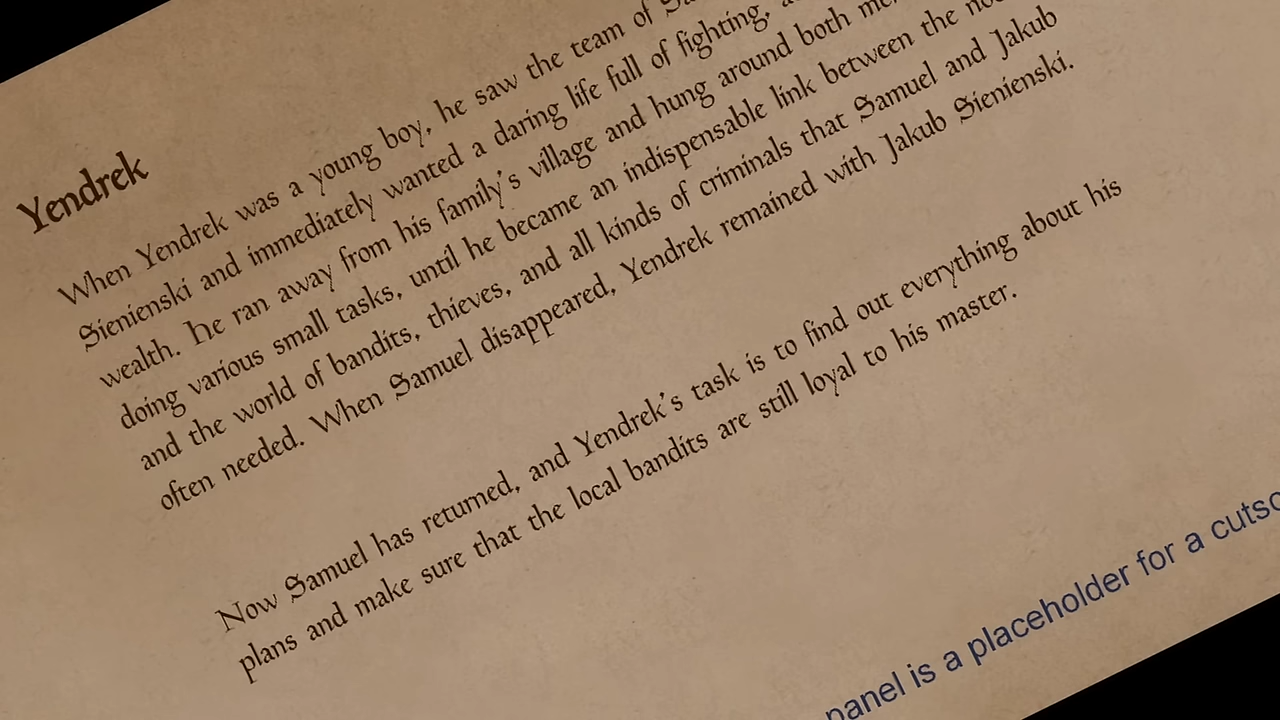 Yendrek
When Yendrek was a young boy, he saw the team of
Sienienski and immediately wanted a daring life full of fighting,
wealth. He ran away from his family's village and hung around both
doing various small tasks, until he became an indispensable link between the
and the world of bandits, thieves, and all kinds of criminals that Samuel and Jakub
often needed. When Samuel disappeared, Yendrek remained with Jakub Sienienski.
Now Samuel has returned, and Yendrek's task is to find out everything about his
plans and make sure that the local bandits are still loyal to his master.
panel is a placeholder for a